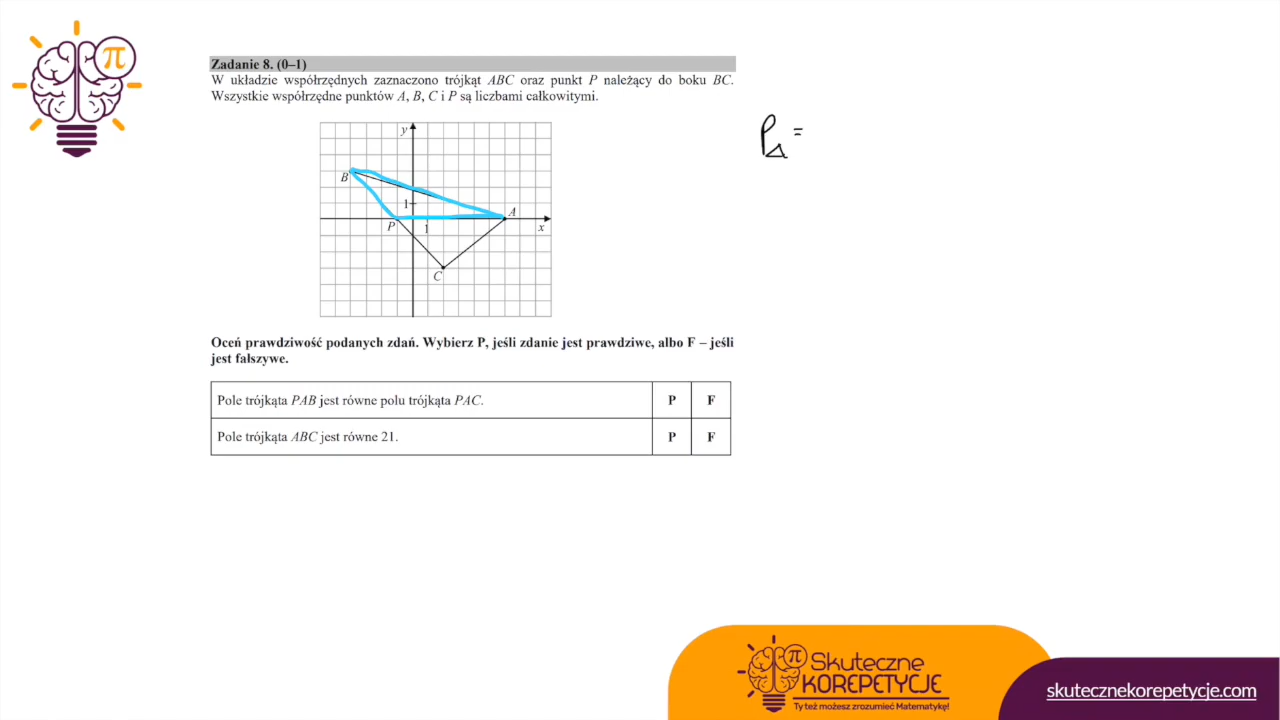 π
Zadanie 8. (0–1)
W układzie współrzędnych zaznaczono trójkąt ABC oraz punkt P należący do boku BC.
Wszystkie współrzędne punktów A, B, C i P są liczbami całkowitymi.
P△ =
y
B
1
A
P
1
x
C
Oceń prawdziwość podanych zdań. Wybierz P, jeśli zdanie jest prawdziwe, albo F – jeśli
jest fałszywe.
Pole trójkąta PAB jest równe polu trójkąta PAC. P F
Pole trójkąta ABC jest równe 21. P F
π
Skuteczne
KOREPETYCJE
Ty też możesz zrozumieć Matematykę!
skutecznekorepetycje.com